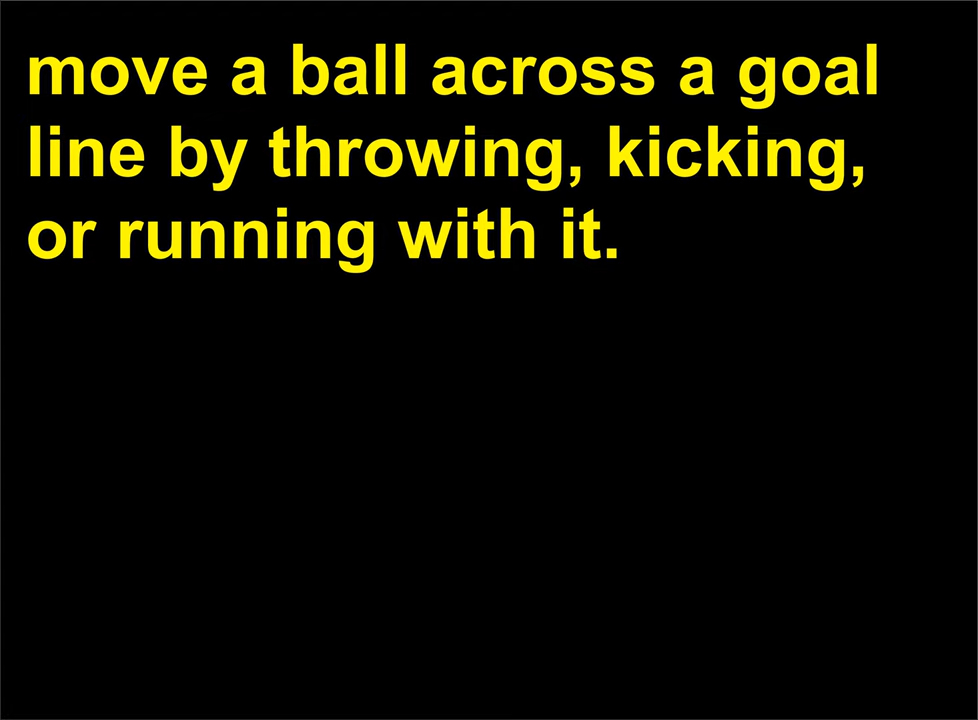 move a ball across a goal
line by throwing, kicking,
or running with it.